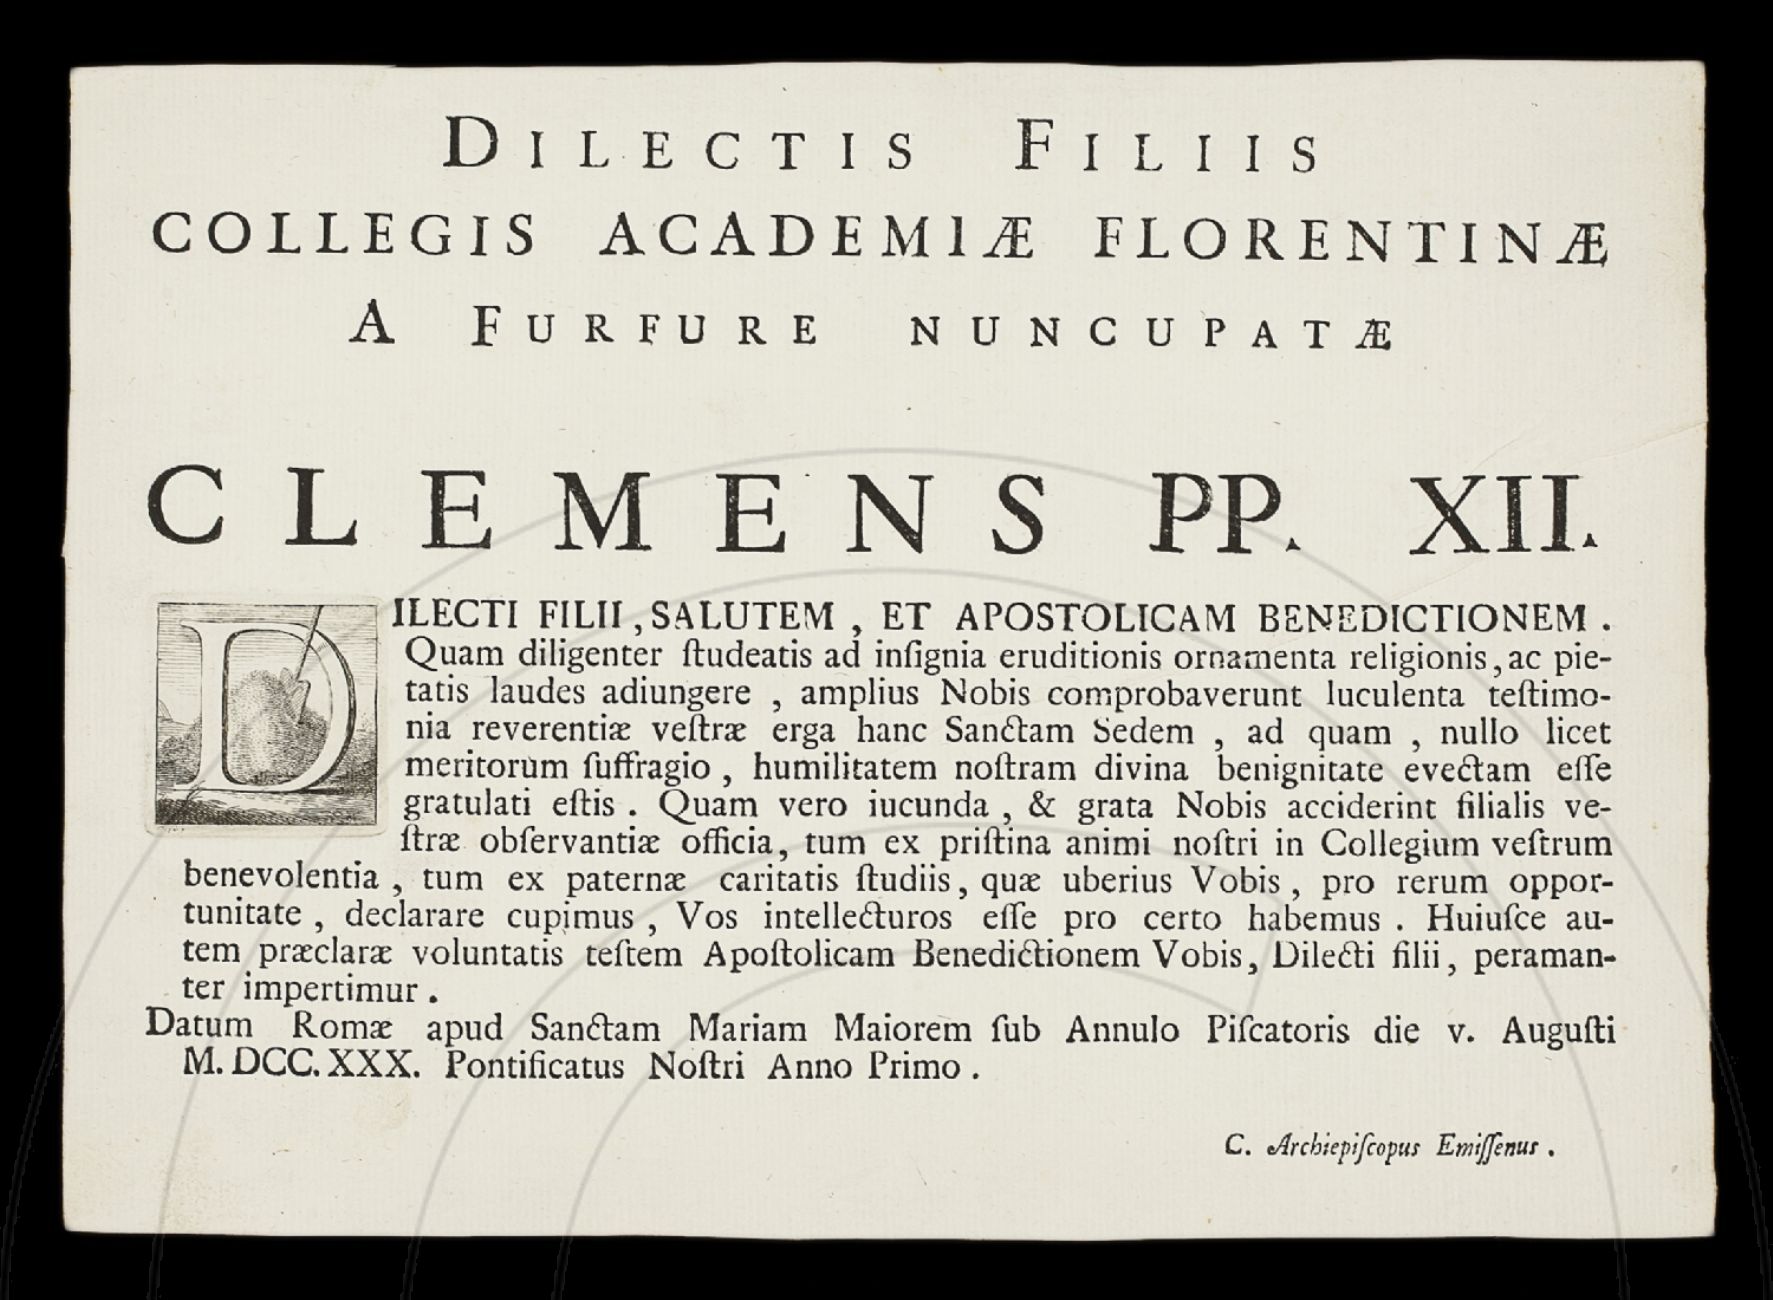 DILECTIS FILIIS
COLLEGIS ACADEMIÆ FLORENTINÆ
A FURFURE NUNCUPATÆ
CLEMENS PP. XII.
DILECTI FILII, SALUTEM, ET APOSTOLICAM BENEDICTIONEM.
Quam diligenter ſtudeatis ad inſignia eruditionis ornamenta religionis, ac pie-
tatis laudes adiungere, amplius Nobis comprobaverunt luculenta teſtimo-
nia reverentiæ veſtræ erga hanc Sanctam Sedem, ad quam, nullo licet
meritorum ſuffragio, humilitatem noſtram divina benignitate evectam eſſe
gratulati eſtis. Quam vero iucunda, & grata Nobis acciderint filialis ve-
ſtræ obſervantiæ officia, tum ex priſtina animi noſtri in Collegium veſtrum
benevolentia, tum ex paternæ caritatis ſtudiis, quæ uberius Vobis, pro rerum oppor-
tunitate, declarare cupimus, Vos intellecturos eſſe pro certo habemus. Huiuſce au-
tem præclaræ voluntatis teſtem Apoſtolicam Benedictionem Vobis, Dilecti filii, peraman-
ter impertimur.
Datum Romæ apud Sanctam Mariam Maiorem ſub Annulo Piſcatoris die v. Auguſti
M. DCC. XXX. Pontificatus Noſtri Anno Primo.
C. Archiepiſcopus Emiſſenus.